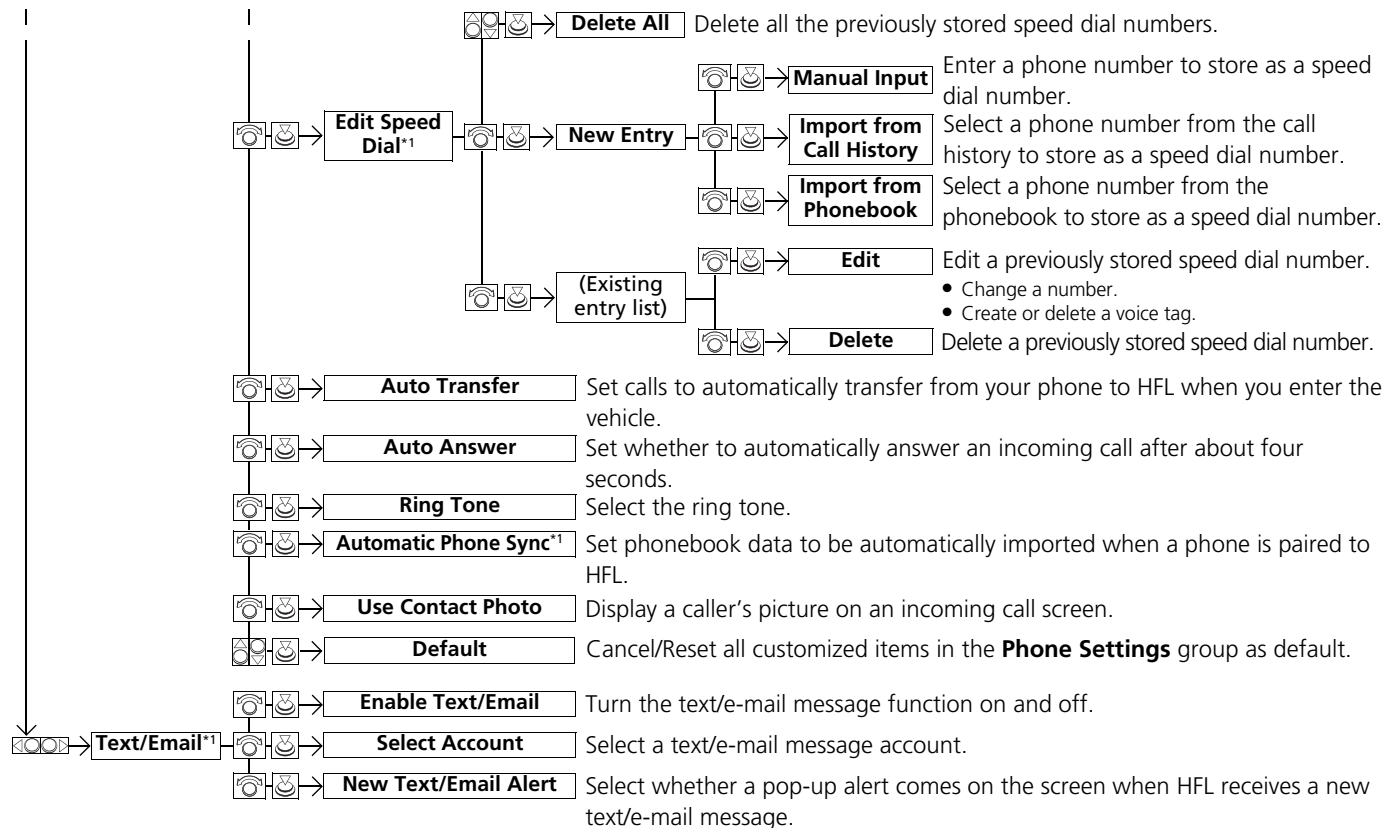 Delete All Delete all the previously stored speed dial numbers.
Manual Input Enter a phone number to store as a speed
dial number.
Edit Speed
Dial*1
New Entry
Import from
Call History
Select a phone number from the call
history to store as a speed dial number.
Import from
Phonebook
Select a phone number from the
phonebook to store as a speed dial number.
(Existing
entry list)
Edit Edit a previously stored speed dial number.
● Change a number.
● Create or delete a voice tag.
Delete Delete a previously stored speed dial number.
Auto Transfer Set calls to automatically transfer from your phone to HFL when you enter the
vehicle.
Auto Answer Set whether to automatically answer an incoming call after about four
seconds.
Ring Tone Select the ring tone.
Automatic Phone Sync*1 Set phonebook data to be automatically imported when a phone is paired to
HFL.
Use Contact Photo Display a caller's picture on an incoming call screen.
Default Cancel/Reset all customized items in the Phone Settings group as default.
Enable Text/Email Turn the text/e-mail message function on and off.
Text/Email*1 Select Account Select a text/e-mail message account.
New Text/Email Alert Select whether a pop-up alert comes on the screen when HFL receives a new
text/e-mail message.